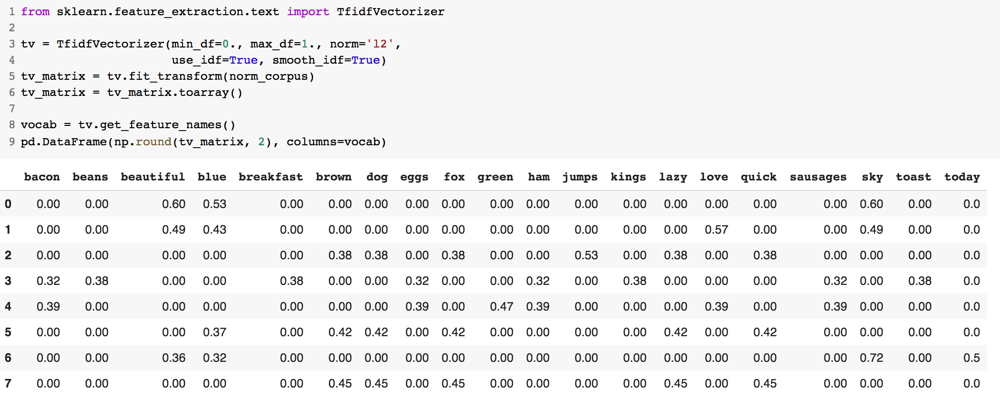 1 from sklearn.feature_extraction.text import TfidfVectorizer
2
3 tv = TfidfVectorizer(min_df=0., max_df=1., norm='l2',
4                      use_idf=True, smooth_idf=True)
5 tv_matrix = tv.fit_transform(norm_corpus)
6 tv_matrix = tv_matrix.toarray()
7
8 vocab = tv.get_feature_names()
9 pd.DataFrame(np.round(tv_matrix, 2), columns=vocab)
bacon beans beautiful blue breakfast brown dog eggs fox green ham jumps kings lazy love quick sausages sky toast today
0 0.00 0.00 0.60 0.53 0.00 0.00 0.00 0.00 0.00 0.00 0.00 0.00 0.00 0.00 0.00 0.00 0.00 0.60 0.00 0.0
1 0.00 0.00 0.49 0.43 0.00 0.00 0.00 0.00 0.00 0.00 0.00 0.00 0.00 0.00 0.57 0.00 0.00 0.49 0.00 0.0
2 0.00 0.00 0.00 0.00 0.00 0.38 0.38 0.00 0.38 0.00 0.00 0.53 0.00 0.38 0.00 0.38 0.00 0.00 0.00 0.0
3 0.32 0.38 0.00 0.00 0.38 0.00 0.00 0.32 0.00 0.00 0.32 0.00 0.38 0.00 0.00 0.00 0.32 0.00 0.38 0.0
4 0.39 0.00 0.00 0.00 0.00 0.00 0.00 0.39 0.00 0.47 0.39 0.00 0.00 0.00 0.39 0.00 0.39 0.00 0.00 0.0
5 0.00 0.00 0.00 0.37 0.00 0.42 0.42 0.00 0.42 0.00 0.00 0.00 0.00 0.42 0.00 0.42 0.00 0.00 0.00 0.0
6 0.00 0.00 0.36 0.32 0.00 0.00 0.00 0.00 0.00 0.00 0.00 0.00 0.00 0.00 0.00 0.00 0.00 0.72 0.00 0.5
7 0.00 0.00 0.00 0.00 0.00 0.45 0.45 0.00 0.45 0.00 0.00 0.00 0.00 0.45 0.00 0.45 0.00 0.00 0.00 0.0